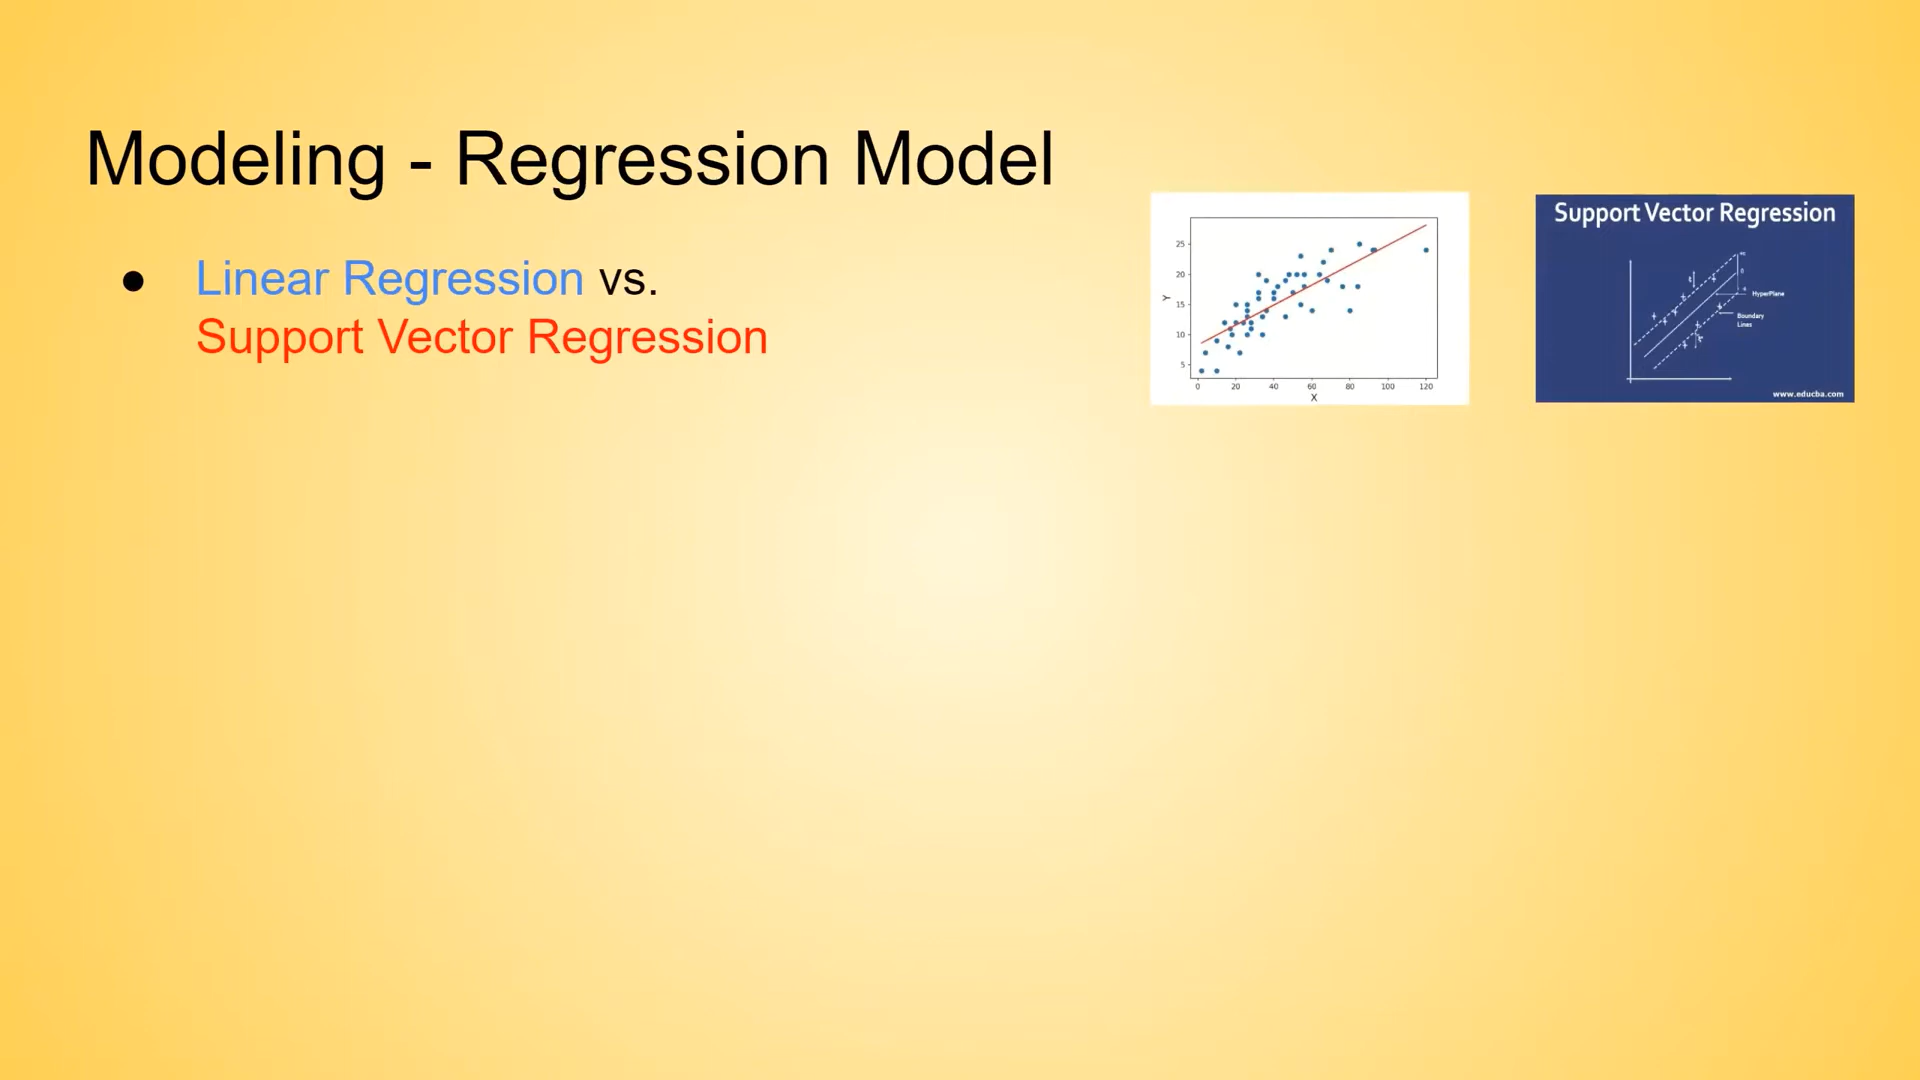 Modeling - Regression Model
● Linear Regression vs.
Support Vector Regression
25
20
15
10
5
Y
0 20 40 60 80 100 120
X
Support Vector Regression
HyperPlane
Boundary
Lines
www.educba.com